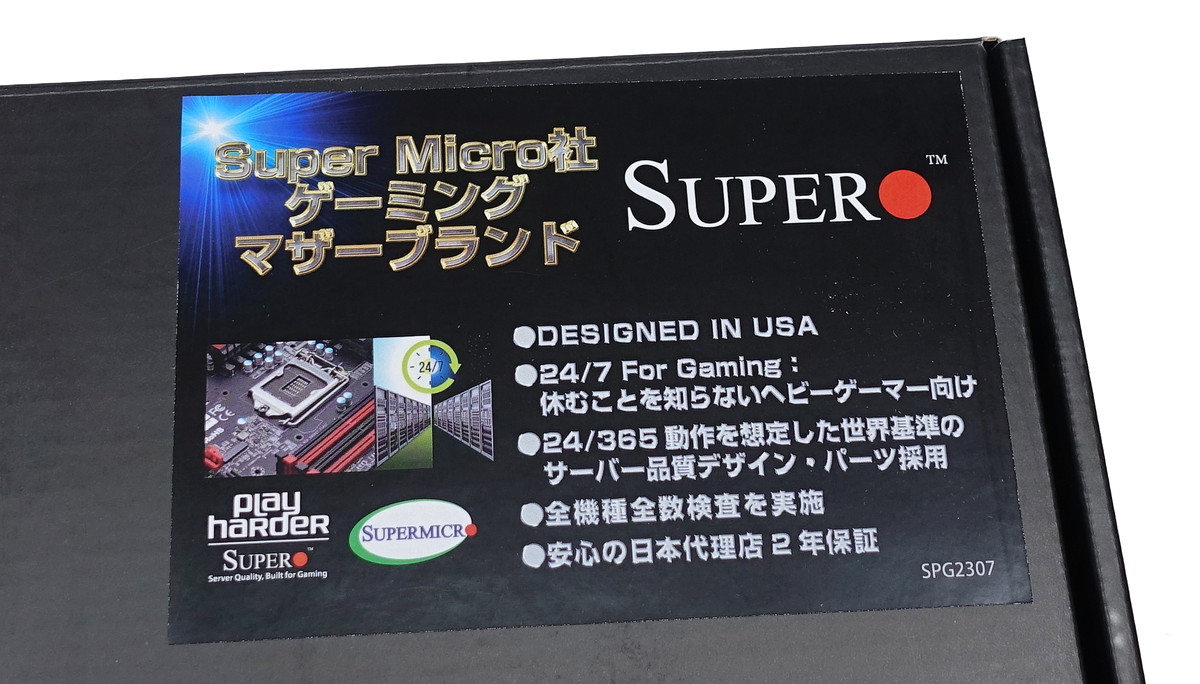 Super Micro社
ゲーミング
マザーブランド
SUPER●™
●DESIGNED IN USA
●24/7 For Gaming：
休むことを知らないヘビーゲーマー向け
●24/365 動作を想定した世界基準の
サーバー品質デザイン・パーツ採用
●全機種全数検査を実施
●安心の日本代理店 2 年保証
24/7
play
harder
SUPER●™
Server Quality, Built for Gaming
SUPERMICR●
SPG2307